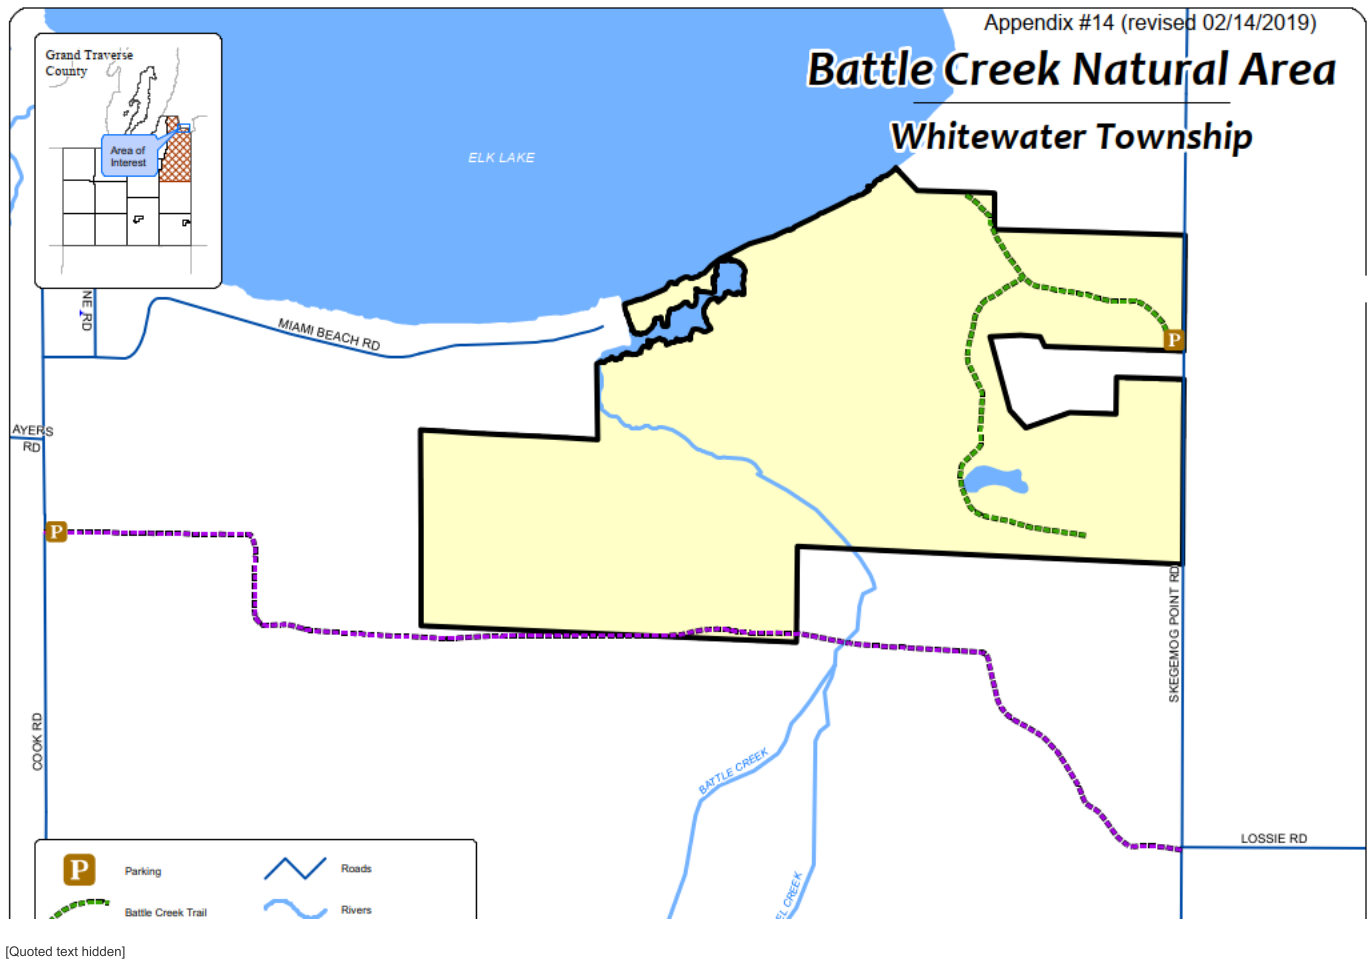 Appendix #14 (revised 02/14/2019)
Battle Creek Natural Area
Whitewater Township
Grand Traverse
County
Area of
Interest
ELK LAKE
NE RD
MIAMI BEACH RD
P
AYERS
RD
P
SKEGEMOG POINT RD
COOK RD
BATTLE CREEK
LOSSIE RD
EL CREEK
P
Parking
Roads
Battle Creek Trail
Rivers
[Quoted text hidden]